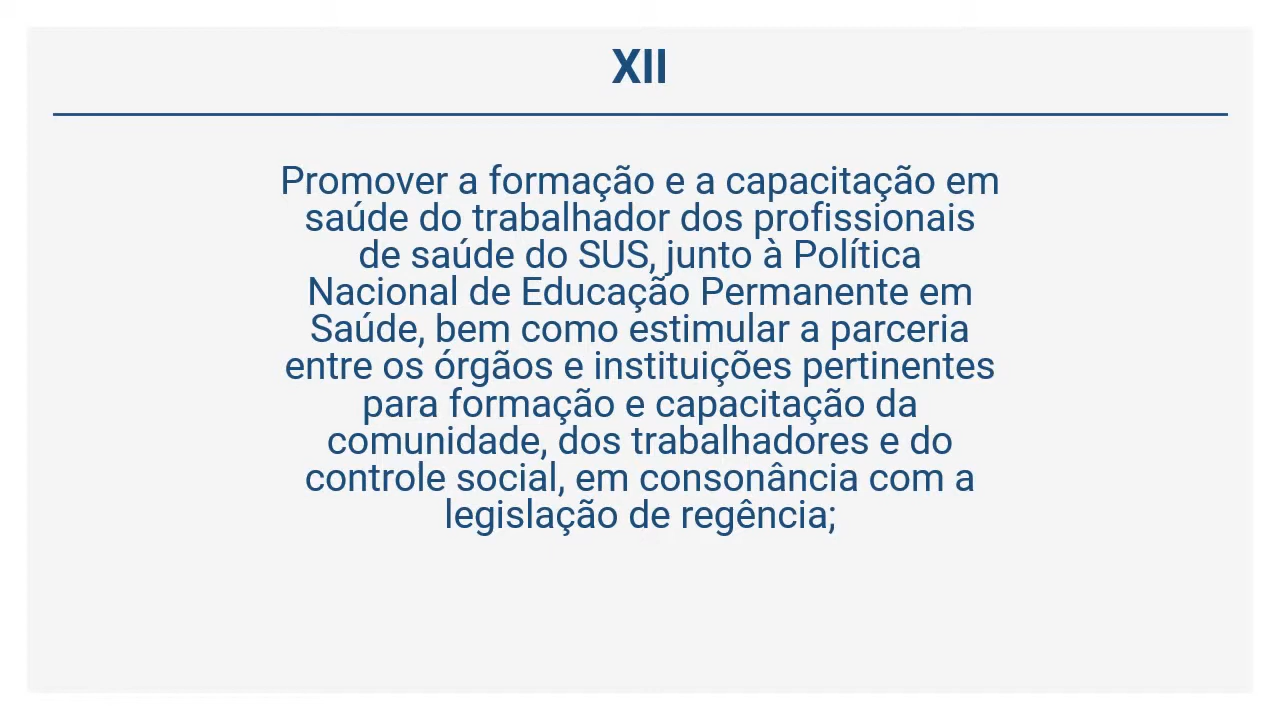 XII
Promover a formação e a capacitação em
saúde do trabalhador dos profissionais
de saúde do SUS, junto à Política
Nacional de Educação Permanente em
Saúde, bem como estimular a parceria
entre os órgãos e instituições pertinentes
para formação e capacitação da
comunidade, dos trabalhadores e do
controle social, em consonância com a
legislação de regência;